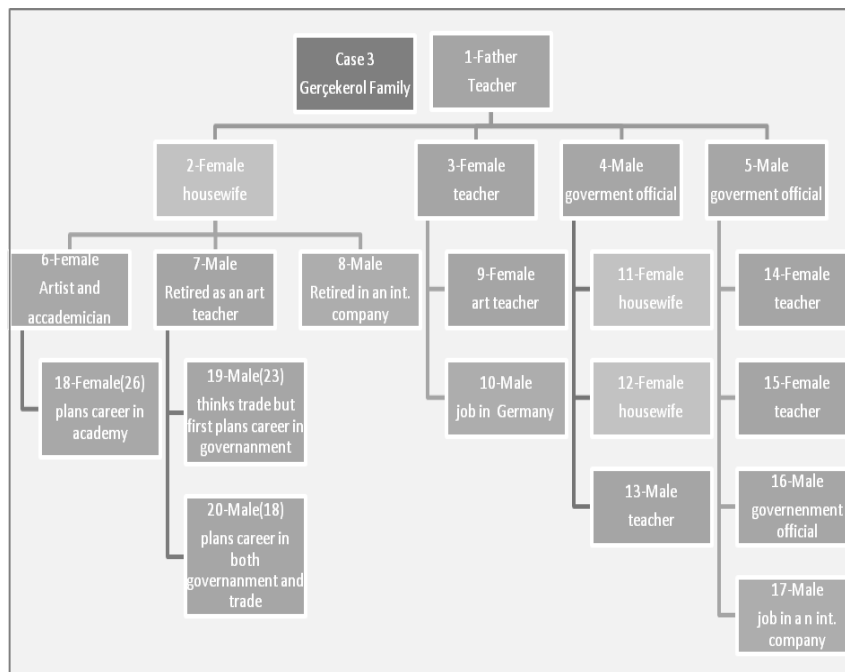 Case 3
Gerçekerol Family
1-Father
Teacher
2-Female
housewife
3-Female
teacher
4-Male
goverment official
5-Male
goverment official
6-Female
Artist and
accademician
7-Male
Retired as an art
teacher
8-Male
Retired in an int.
company
9-Female
art teacher
11-Female
housewife
14-Female
teacher
18-Female(26)
plans career in
academy
19-Male(23)
thinks trade but
first plans career in
governanment
10-Male
job in Germany
12-Female
housewife
15-Female
teacher
20-Male(18)
plans career in
both
governanment and
trade
13-Male
teacher
16-Male
governenment
official
17-Male
job in a n int.
company